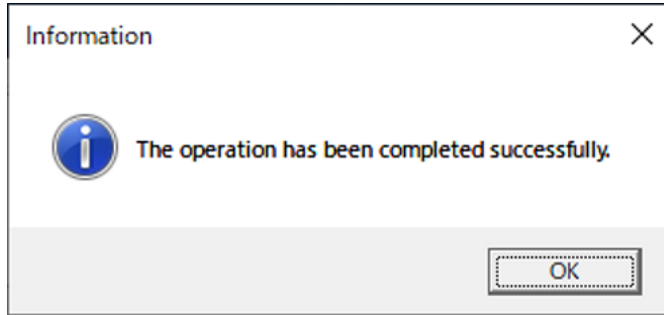 Information
The operation has been completed successfully.
OK